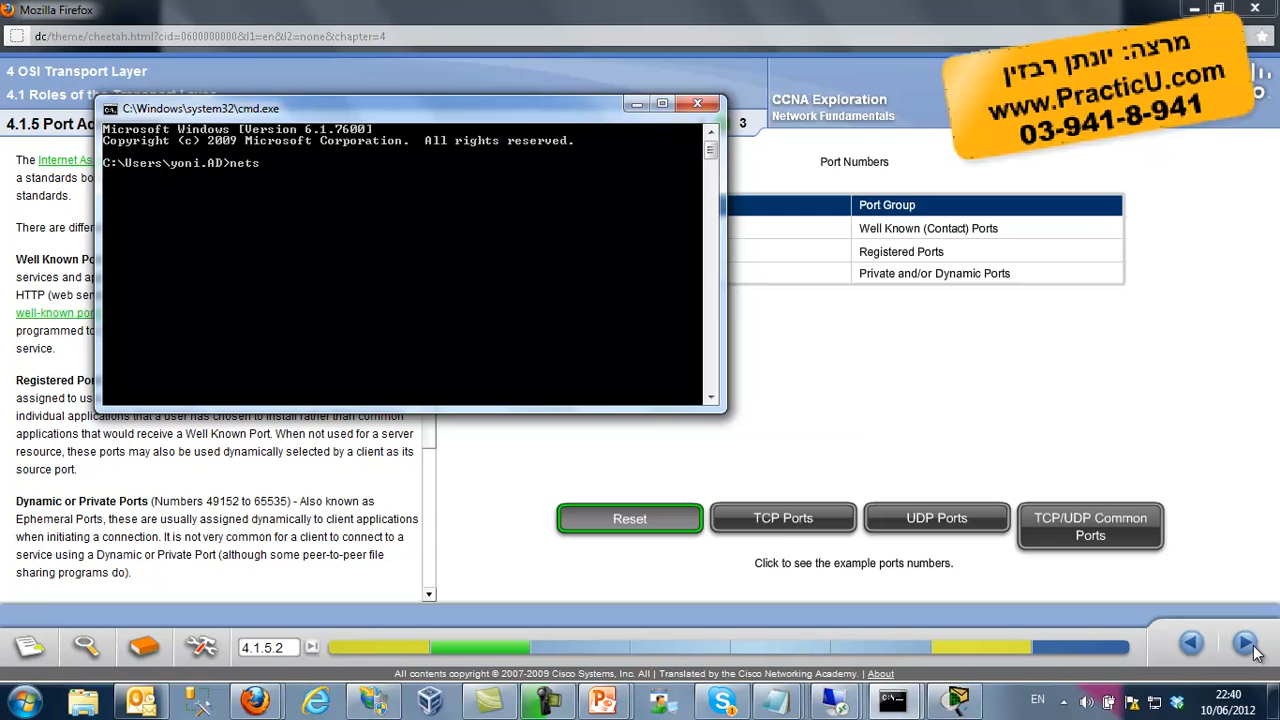 Mozilla Firefox
dc/theme/cheetah.html?cid=0600000000&l1=en&l2=none&chapter=4
4 OSI Transport Layer
4.1 Roles of the Trans
4.1.5 Port Ad
3
CCNA Exploration
Network Fundamentals
מרצה: יונתן רבזין
www.PracticU.com
03-941-8-941
C:\Windows\system32\cmd.exe
Microsoft Windows [Version 6.1.7600]
Copyright (c) 2009 Microsoft Corporation. All rights reserved.
C:\Users\yoni.AD>nets
The Internet As
a standards bo
standards.
There are differ
Well Known Po
services and ap
HTTP (web serv
well-known por
programmed to
service.
Registered Por
assigned to us
individual applications that a user has chosen to install rather than common
applications that would receive a Well Known Port. When not used for a server
resource, these ports may also be used dynamically selected by a client as its
source port.
Dynamic or Private Ports (Numbers 49152 to 65535) - Also known as
Ephemeral Ports, these are usually assigned dynamically to client applications
when initiating a connection. It is not very common for a client to connect to a
service using a Dynamic or Private Port (although some peer-to-peer file
sharing programs do).
Port Numbers
Port Group
Well Known (Contact) Ports
Registered Ports
Private and/or Dynamic Ports
Reset
TCP Ports
UDP Ports
TCP/UDP Common
Ports
Click to see the example ports numbers.
4.1.5.2
All contents copyright © 2007-2009 Cisco Systems, Inc. All | Translated by the Cisco Networking Academy. | About
EN
22:40
10/06/2012